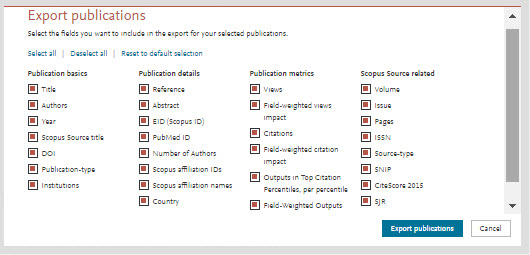 Export publications
Select the fields you want to include in the export for your selected publications.
Select all | Deselect all | Reset to default selection
Publication basics
Title
Authors
Year
Scopus Source title
DOI
Publication-type
Institutions
Publication details
Reference
Abstract
EID (Scopus ID)
PubMed ID
Number of Authors
Scopus affiliation IDs
Scopus affiliation names
Country
Publication metrics
Views
Field-weighted views
impact
Citations
Field-weighted citation
impact
Outputs in Top Citation
Percentiles, per percentile
Field-Weighted Outputs
Scopus Source related
Volume
Issue
Pages
ISSN
Source-type
SNIP
CiteScore 2015
SJR
Export publications
Cancel